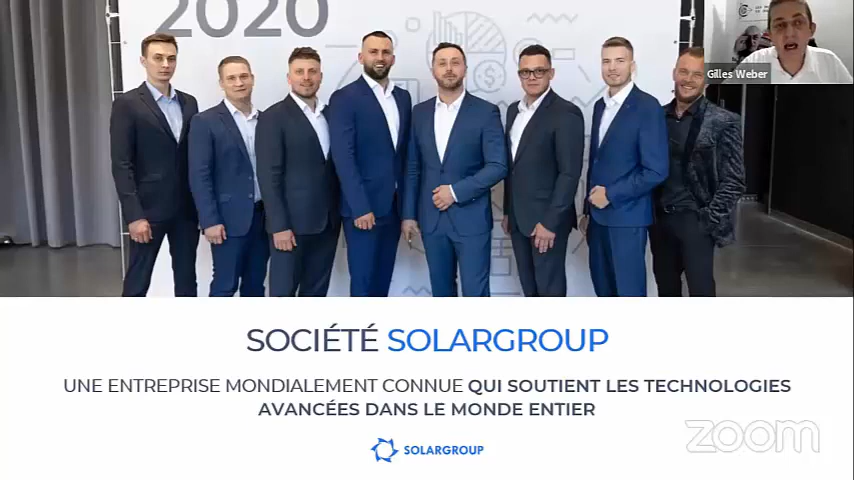 2020
Gilles Weber
SOCIÉTÉ SOLARGROUP
UNE ENTREPRISE MONDIALEMENT CONNUE QUI SOUTIENT LES TECHNOLOGIES
AVANCÉES DANS LE MONDE ENTIER
SOLARGROUP
zoom